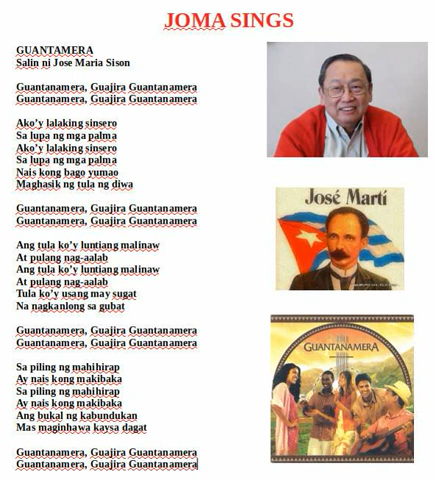 JOMA SINGS
GUANTAMERA
Salin ni Jose Maria Sison
Guantanamera, Guajira Guantanamera
Guantanamera, Guajira Guantanamera
Ako'y lalaking sinsero
Sa lupa ng mga palma
Ako'y lalaking sinsero
Sa lupa ng mga palma
Nais kong bago yumao
Maghasik ng tula ng diwa
Guantanamera, Guajira Guantanamera
Guantanamera, Guajira Guantanamera
Ang tula ko'y luntiang malinaw
At pulang nag-aalab
Ang tula ko'y luntiang malinaw
At pulang nag-aalab
Tula ko'y usang may sugat
Na nagkanlong sa gubat
Guantanamera, Guajira Guantanamera
Guantanamera, Guajira Guantanamera
Sa piling ng mahihirap
Ay nais kong makibaka
Sa piling ng mahihirap
Ay nais kong makibaka
Ang bukal ng kabundukan
Mas maginhawa kaysa dagat
Guantanamera, Guajira Guantanamera
Guantanamera, Guajira Guantanamera
José Martí
GUANTANAMERA